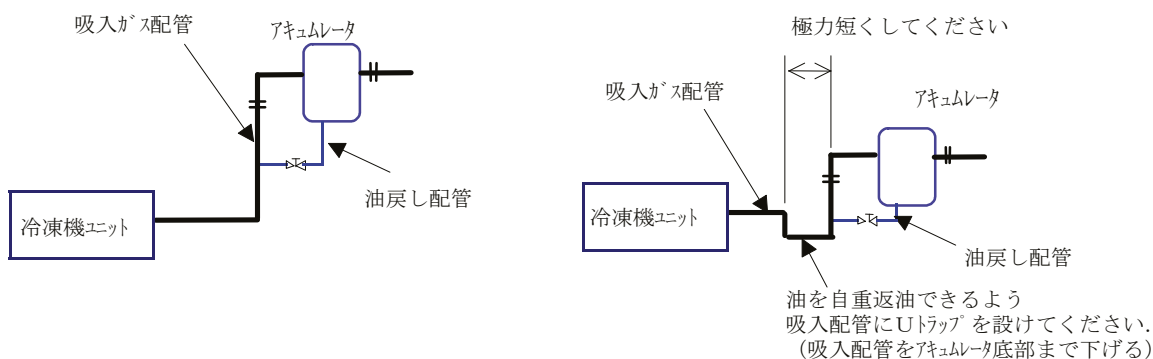 吸入ガス配管
アキュムレータ
油戻し配管
冷凍機ユニット
極力短くしてください
吸入ガス配管
アキュムレータ
冷凍機ユニット
油戻し配管
油を自重返油できるよう
吸入配管にUトラップを設けてください.
(吸入配管をアキュムレータ底部まで下げる)